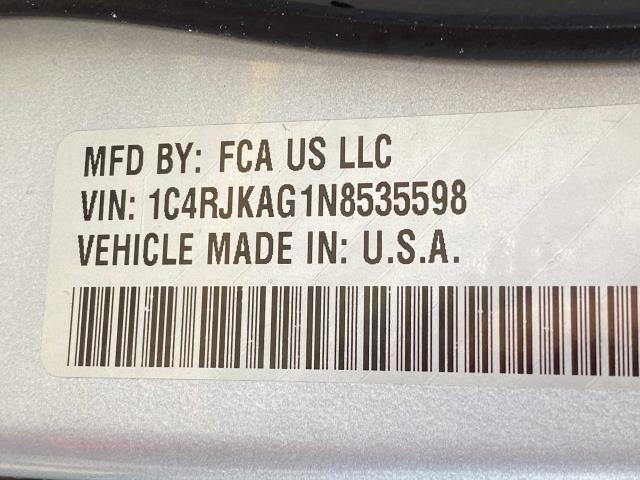 MFD BY: FCA US LLC
VIN: 1C4RJKAG1N8535598
VEHICLE MADE IN: U.S.A.